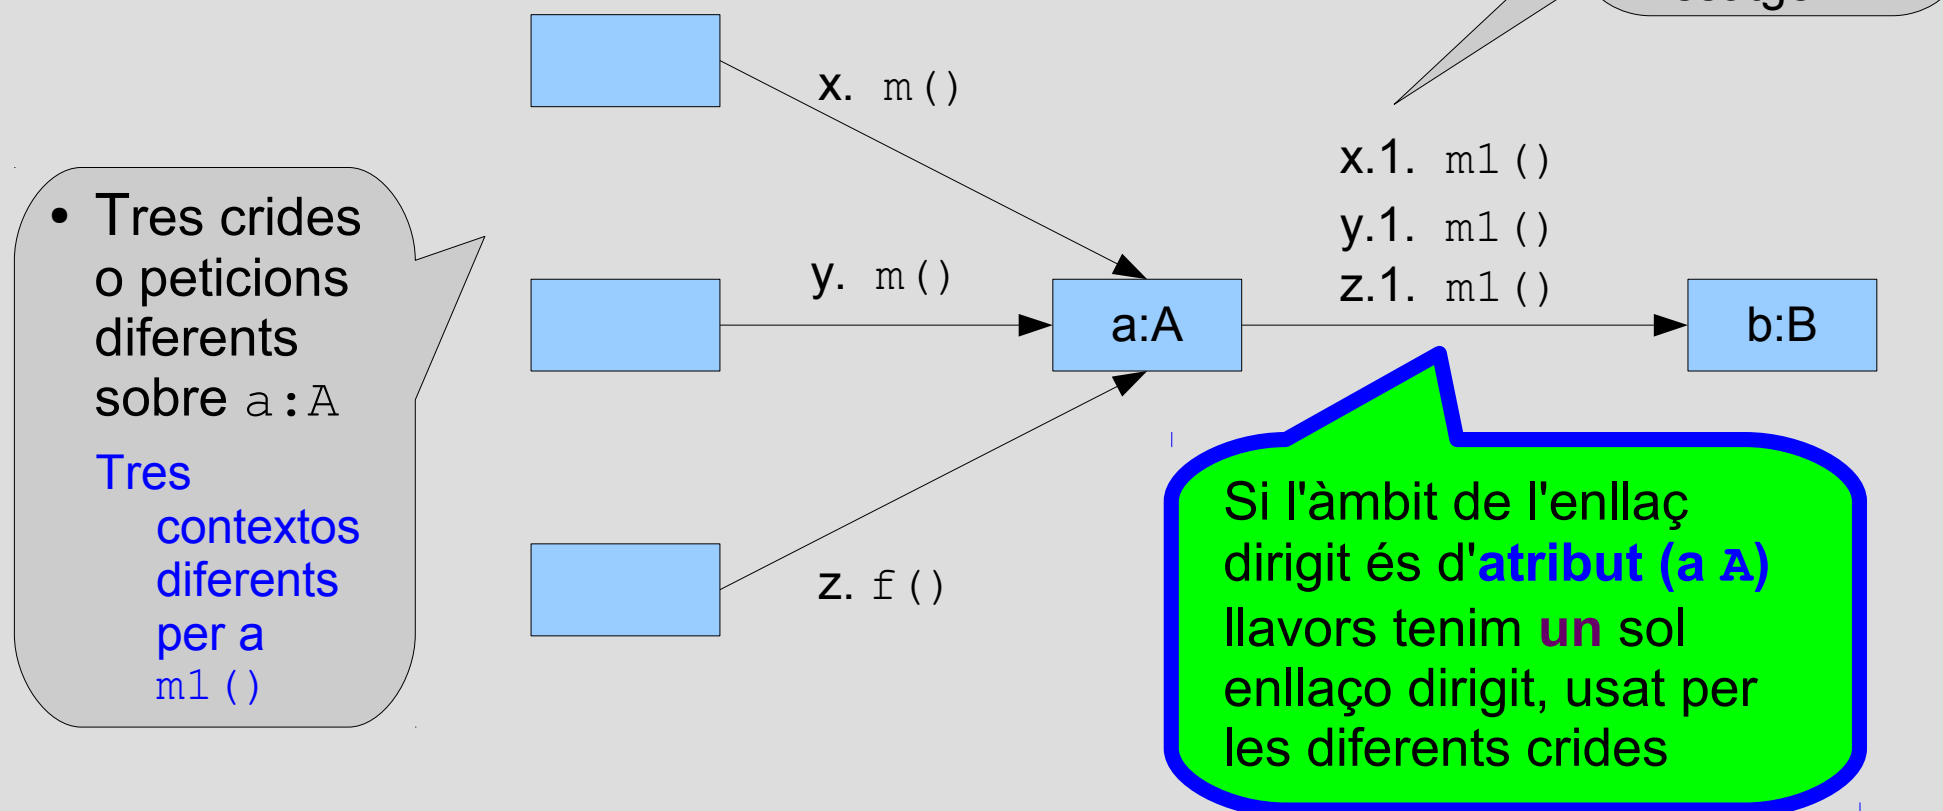 x. m()
x.1. m1()
y.1. m1()
z.1. m1()
• Tres crides
o peticions
diferents
sobre a:A
Tres
contextos
diferents
per a
m1()
y. m()
a:A
b:B
z. f()
Si l'àmbit de l'enllaç
dirigit és d'atribut (a A)
llavors tenim un sol
enllaço dirigit, usat per
les diferents crides